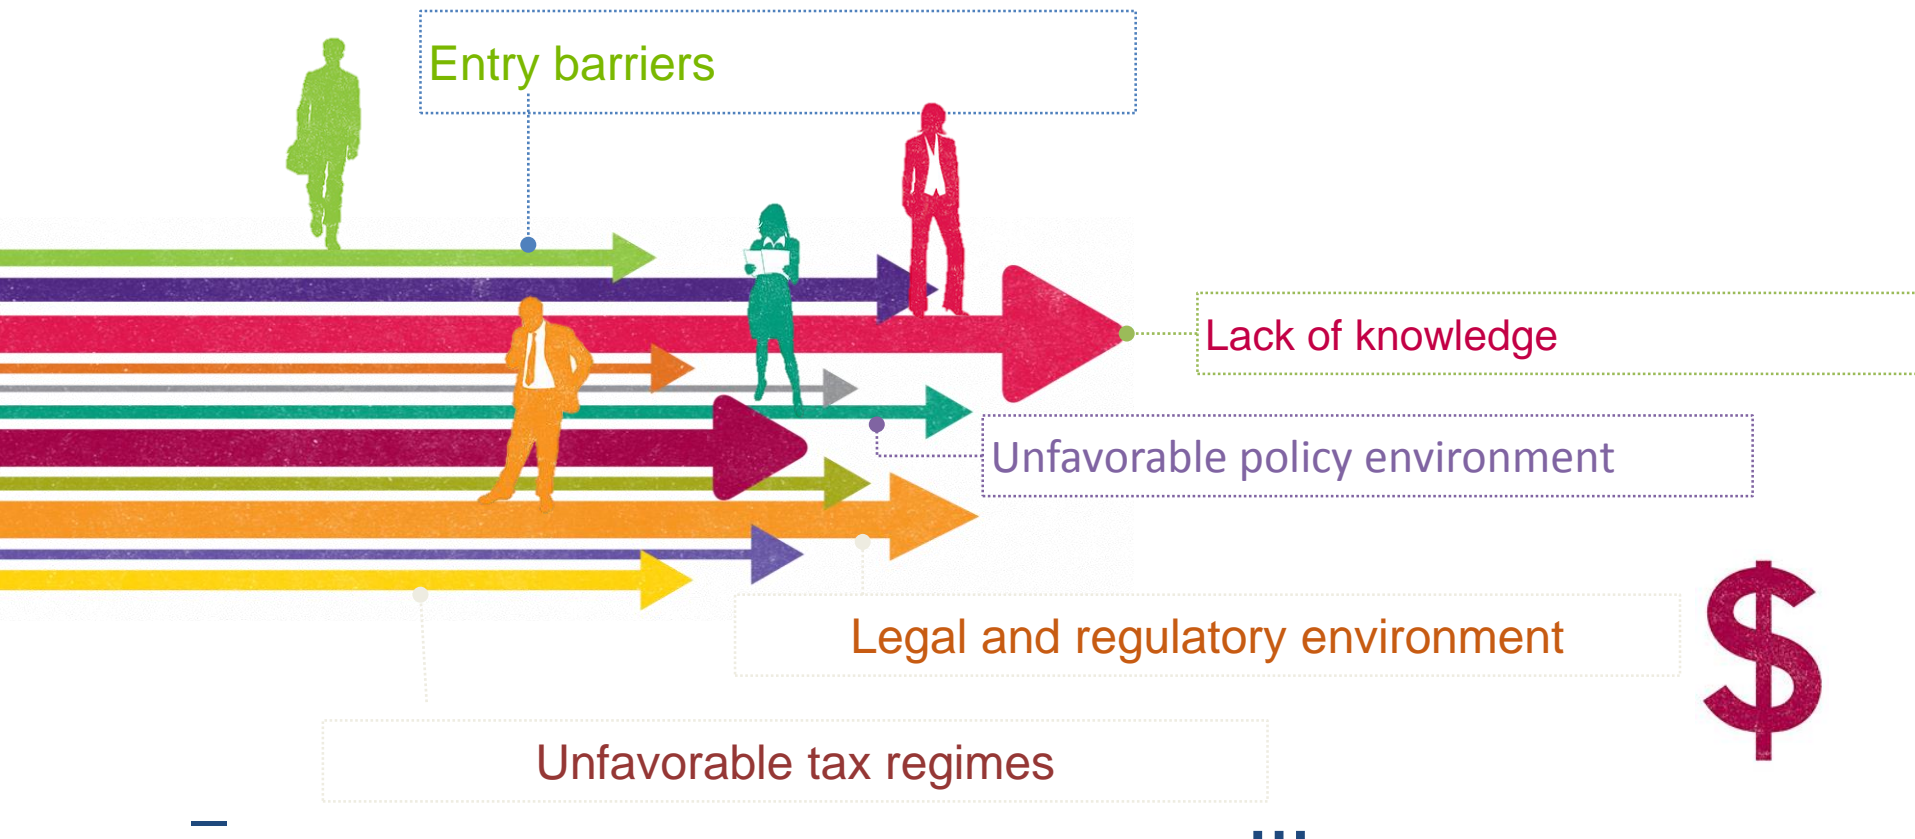 Entry barriers
Lack of knowledge
Unfavorable policy environment
Legal and regulatory environment
Unfavorable tax regimes
$